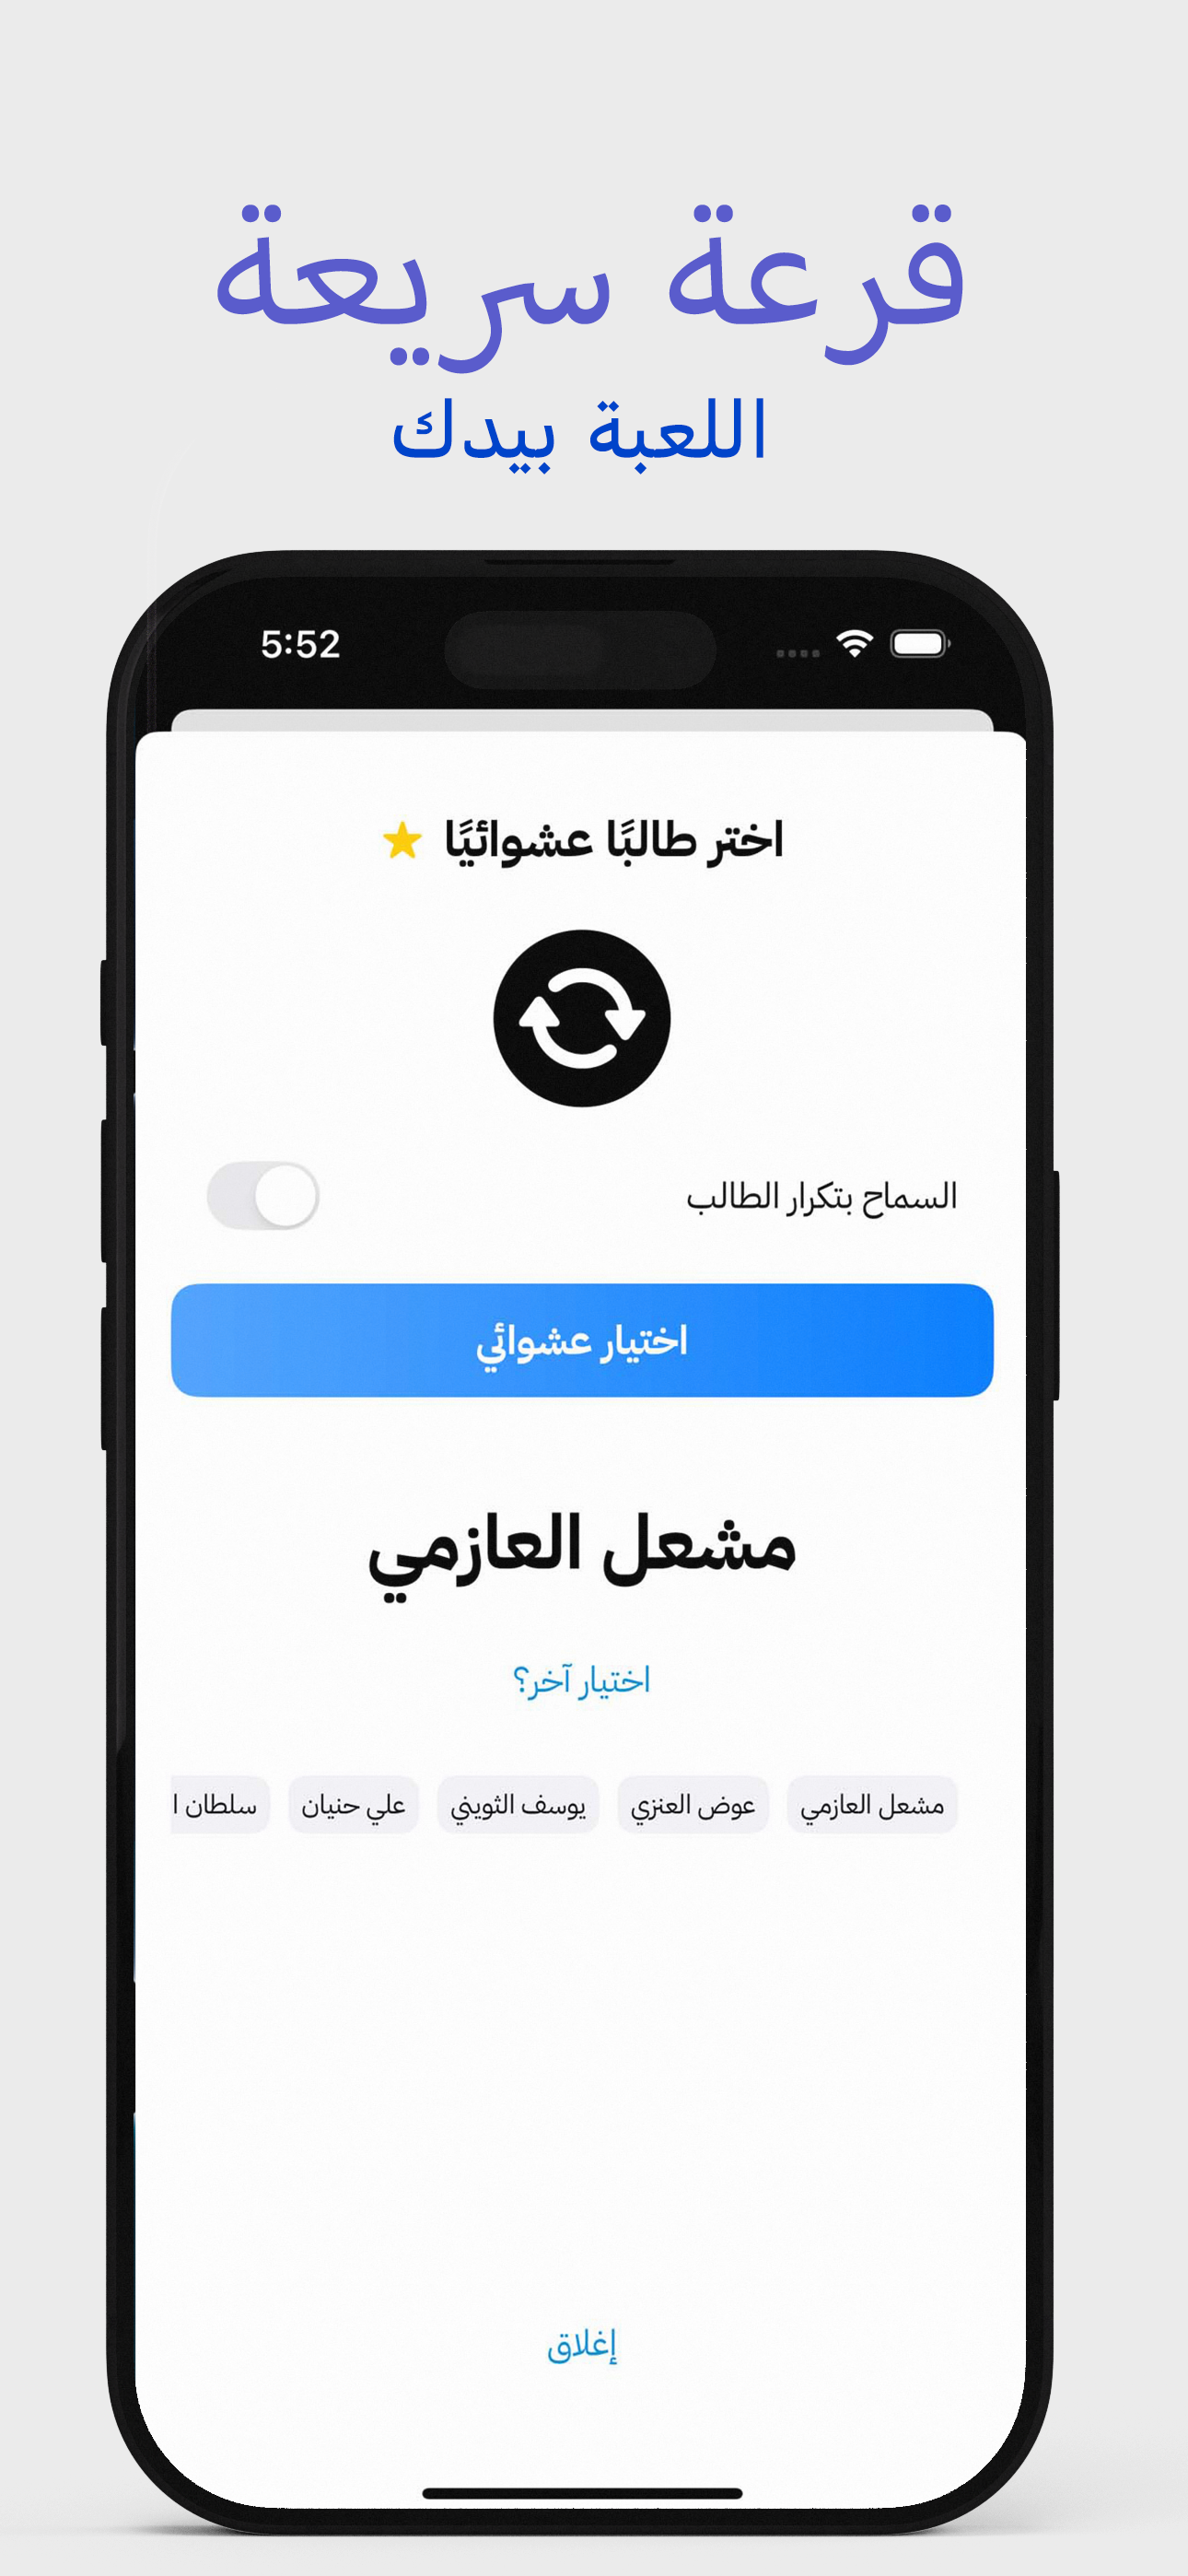 قرعة سريعة
اللعبة بيدك
5:52
اختر طالبًا عشوائيًا
السماح بتكرار الطالب
اختيار عشوائي
مشعل العازمي
اختيار آخر؟
مشعل العازمي عوض العنزي يوسف الثويني علي حنيان سلطان ا
إغلاق